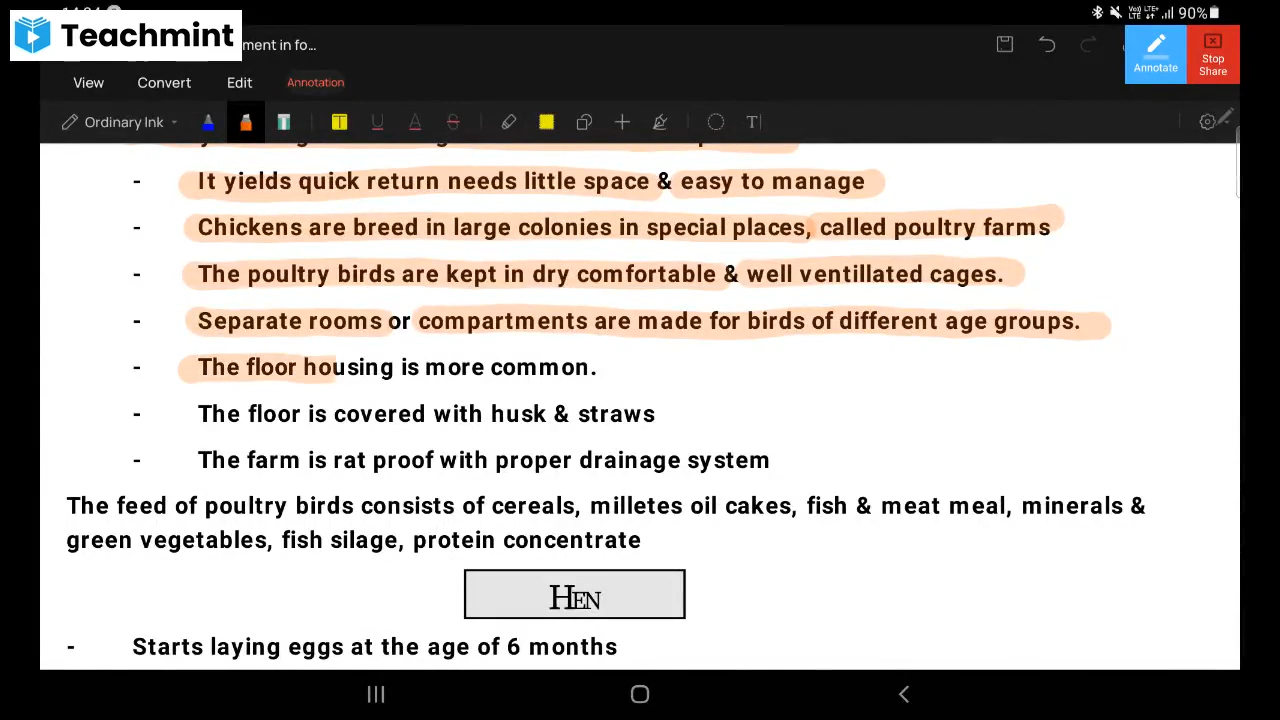 Teachmint
ment in fo...
90%
Annotate
Stop
Share
View Convert Edit Annotation
Ordinary Ink
- It yields quick return needs little space & easy to manage
- Chickens are breed in large colonies in special places, called poultry farms
- The poultry birds are kept in dry comfortable & well ventillated cages.
- Separate rooms or compartments are made for birds of different age groups.
- The floor housing is more common.
- The floor is covered with husk & straws
- The farm is rat proof with proper drainage system
The feed of poultry birds consists of cereals, milletes oil cakes, fish & meat meal, minerals &
green vegetables, fish silage, protein concentrate
HEN
- Starts laying eggs at the age of 6 months